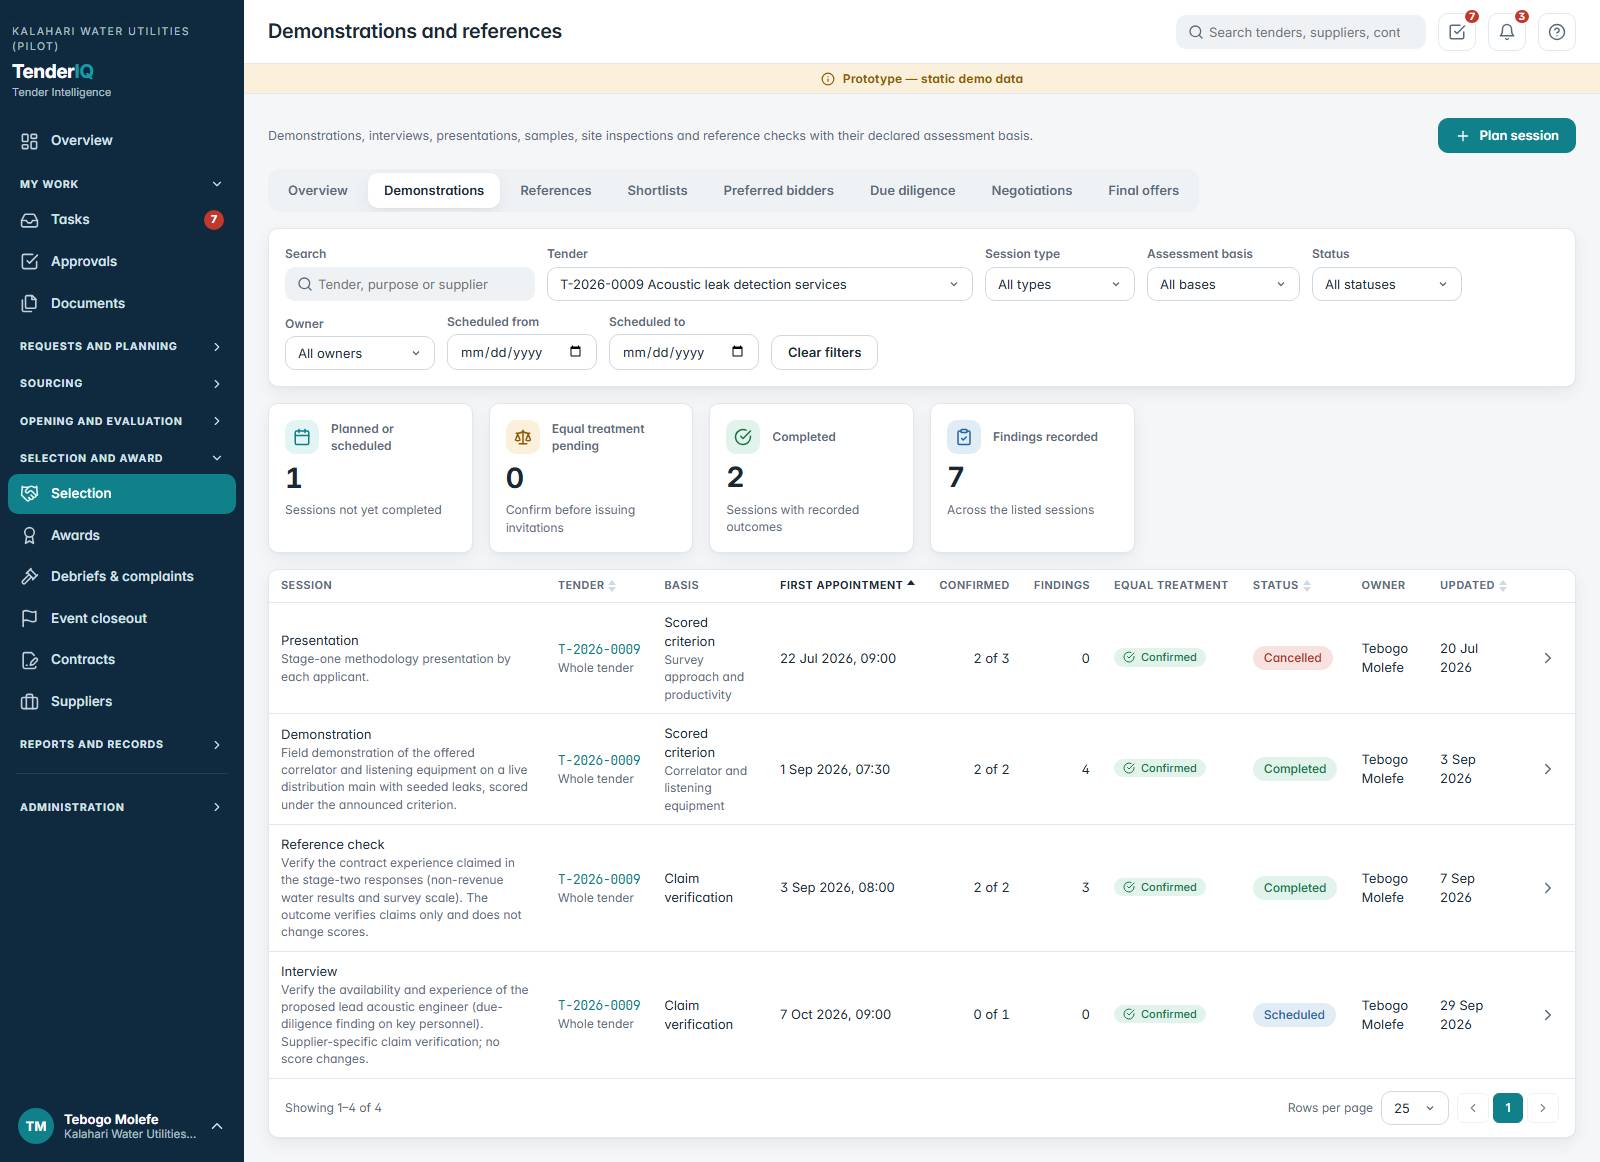 KALAHARI WATER UTILITIES
(PILOT)
TenderIQ
Tender Intelligence
Overview
MY WORK
Tasks
7
Approvals
Documents
REQUESTS AND PLANNING
SOURCING
OPENING AND EVALUATION
SELECTION AND AWARD
Selection
Awards
Debriefs & complaints
Event closeout
Contracts
Suppliers
REPORTS AND RECORDS
ADMINISTRATION
TM
Tebogo Molefe
Kalahari Water Utilities...
Demonstrations and references
Search tenders, suppliers, cont
7
3
Prototype — static demo data
Demonstrations, interviews, presentations, samples, site inspections and reference checks with their declared assessment basis.
Plan session
Overview
Demonstrations
References
Shortlists
Preferred bidders
Due diligence
Negotiations
Final offers
Search
Tender, purpose or supplier
Tender
T-2026-0009 Acoustic leak detection services
Session type
All types
Assessment basis
All bases
Status
All statuses
Owner
All owners
Scheduled from
mm/dd/yyyy
Scheduled to
mm/dd/yyyy
Clear filters
Planned or
scheduled
1
Sessions not yet completed
Equal treatment
pending
0
Confirm before issuing
invitations
Completed
2
Sessions with recorded
outcomes
Findings recorded
7
Across the listed sessions
SESSION
TENDER
BASIS
FIRST APPOINTMENT
CONFIRMED
FINDINGS
EQUAL TREATMENT
STATUS
OWNER
UPDATED
Presentation
Stage-one methodology presentation by
each applicant.
T-2026-0009
Whole tender
Scored
criterion
Survey
approach and
productivity
22 Jul 2026, 09:00
2 of 3
0
Confirmed
Cancelled
Tebogo
Molefe
20 Jul
2026
Demonstration
Field demonstration of the offered
correlator and listening equipment on a live
distribution main with seeded leaks, scored
under the announced criterion.
T-2026-0009
Whole tender
Scored
criterion
Correlator and
listening
equipment
1 Sep 2026, 07:30
2 of 2
4
Confirmed
Completed
Tebogo
Molefe
3 Sep
2026
Reference check
Verify the contract experience claimed in
the stage-two responses (non-revenue
water results and survey scale). The
outcome verifies claims only and does not
change scores.
T-2026-0009
Whole tender
Claim
verification
3 Sep 2026, 08:00
2 of 2
3
Confirmed
Completed
Tebogo
Molefe
7 Sep
2026
Interview
Verify the availability and experience of the
proposed lead acoustic engineer (due-
diligence finding on key personnel).
Supplier-specific claim verification; no
score changes.
T-2026-0009
Whole tender
Claim
verification
7 Oct 2026, 09:00
0 of 1
0
Confirmed
Scheduled
Tebogo
Molefe
29 Sep
2026
Showing 1–4 of 4
Rows per page
25
1